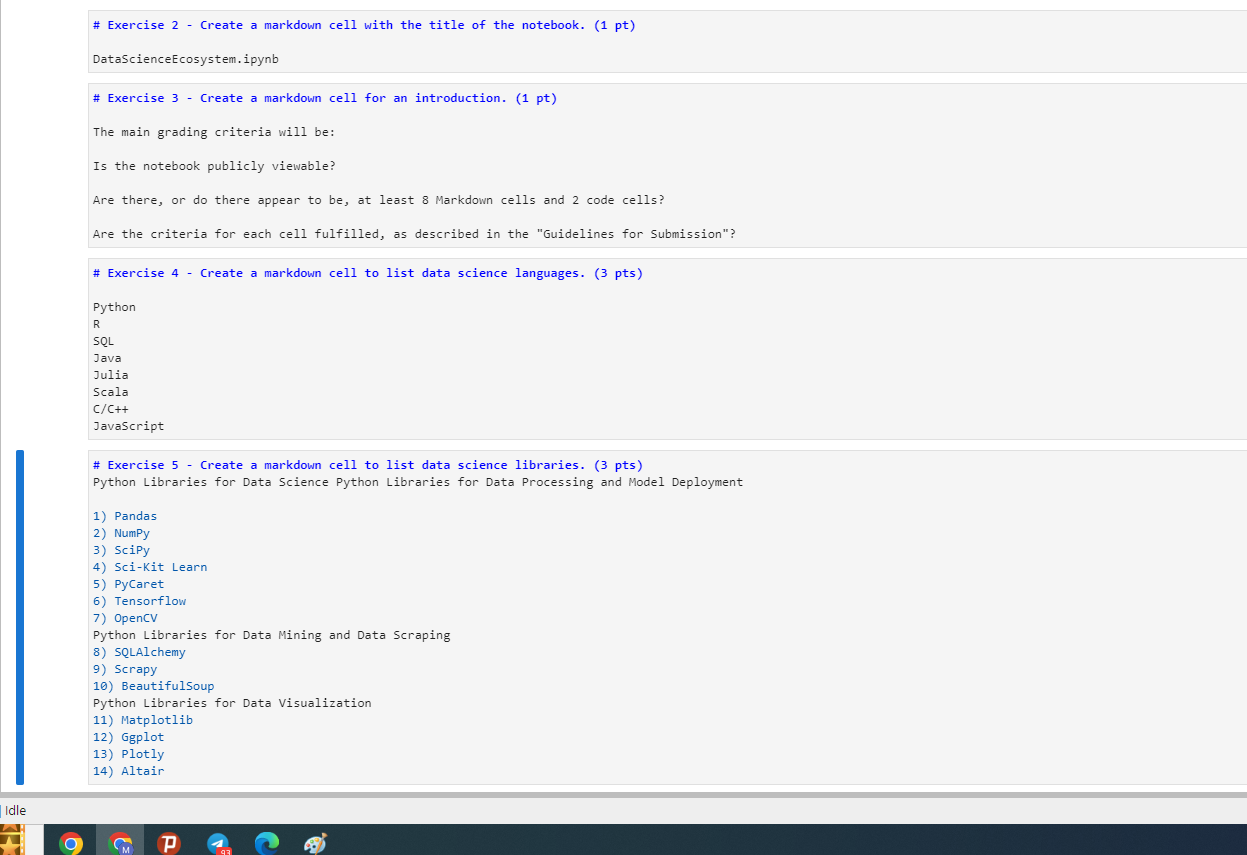 # Exercise 2 - Create a markdown cell with the title of the notebook. (1 pt)
DataScienceEcosystem.ipynb
# Exercise 3 - Create a markdown cell for an introduction. (1 pt)
The main grading criteria will be:
Is the notebook publicly viewable?
Are there, or do there appear to be, at least 8 Markdown cells and 2 code cells?
Are the criteria for each cell fulfilled, as described in the "Guidelines for Submission"?
# Exercise 4 - Create a markdown cell to list data science languages. (3 pts)
Python
R
SQL
Java
Julia
Scala
C/C++
JavaScript
# Exercise 5 - Create a markdown cell to list data science libraries. (3 pts)
Python Libraries for Data Science Python Libraries for Data Processing and Model Deployment
1) Pandas
2) NumPy
3) SciPy
4) Sci-Kit Learn
5) PyCaret
6) Tensorflow
7) OpenCV
Python Libraries for Data Mining and Data Scraping
8) SQLAlchemy
9) Scrapy
10) BeautifulSoup
Python Libraries for Data Visualization
11) Matplotlib
12) Ggplot
13) Plotly
14) Altair
Idle
M
93